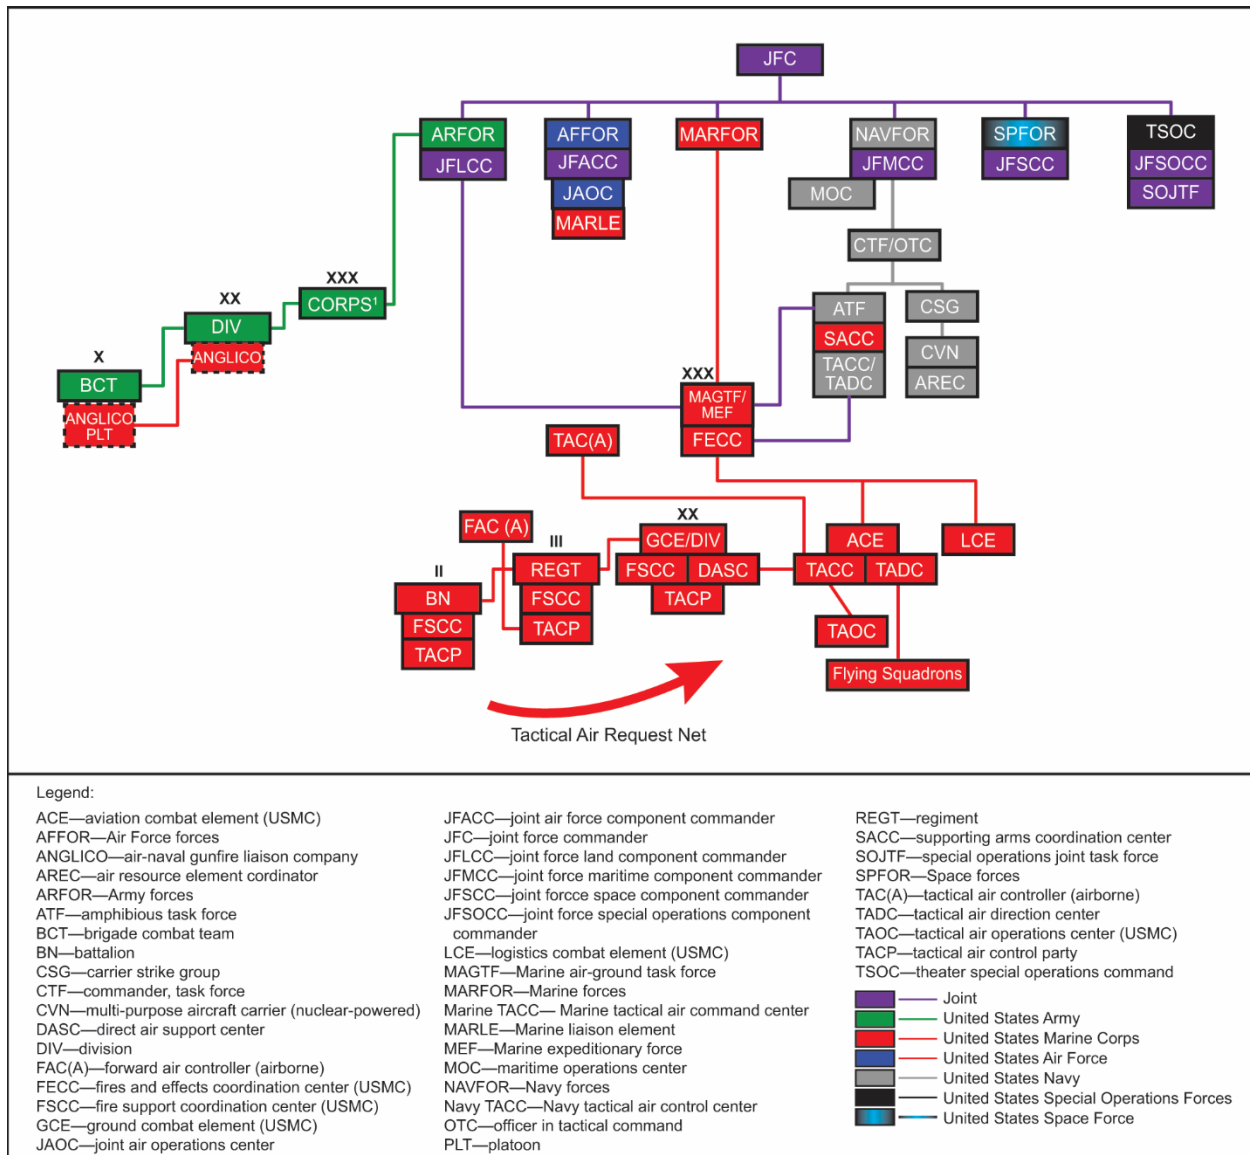 JFC
ARFOR
JFLCC
AFFOR
JFACC
JAOC
MARLE
MARFOR
NAVFOR
JFMCC
MOC
SPFOR
JFSCC
TSOC
JFSOCC
SOJTF
CTF/OTC
XXX
CORPS¹
XX
DIV
ANGLICO
X
BCT
ANGLICO
PLT
ATF
SACC
TACC/
TADC
CSG
CVN
AREC
XXX
MAGTF/
MEF
FECC
TAC(A)
FAC (A)
II
BN
FSCC
TACP
III
REGT
FSCC
TACP
XX
GCE/DIV
FSCC
DASC
TACP
ACE
TACC
TADC
LCE
TAOC
Flying Squadrons
Tactical Air Request Net
Legend:
ACE—aviation combat element (USMC)
AFFOR—Air Force forces
ANGLICO—air-naval gunfire liaison company
AREC—air resource element cordinator
ARFOR—Army forces
ATF—amphibious task force
BCT—brigade combat team
BN—battalion
CSG—carrier strike group
CTF—commander, task force
CVN—multi-purpose aircraft carrier (nuclear-powered)
DASC—direct air support center
DIV—division
FAC(A)—forward air controller (airborne)
FECC—fires and effects coordination center (USMC)
FSCC—fire support coordination center (USMC)
GCE—ground combat element (USMC)
JAOC—joint air operations center
JFACC—joint air force component commander
JFC—joint force commander
JFLCC—joint force land component commander
JFMCC—joint force maritime component commander
JFSCC—joint forcce space component commander
JFSOCC—joint force special operations component
commander
LCE—logistics combat element (USMC)
MAGTF—Marine air-ground task force
MARFOR—Marine forces
Marine TACC— Marine tactical air command center
MARLE—Marine liaison element
MEF—Marine expeditionary force
MOC—maritime operations center
NAVFOR—Navy forces
Navy TACC—Navy tactical air control center
OTC—officer in tactical command
PLT—platoon
REGT—regiment
SACC—supporting arms coordination center
SOJTF—special operations joint task force
SPFOR—Space forces
TAC(A)—tactical air controller (airborne)
TADC—tactical air direction center
TAOC—tactical air operations center (USMC)
TACP—tactical air control party
TSOC—theater special operations command
Joint
United States Army
United States Marine Corps
United States Air Force
United States Navy
United States Special Operations Forces
United States Space Force